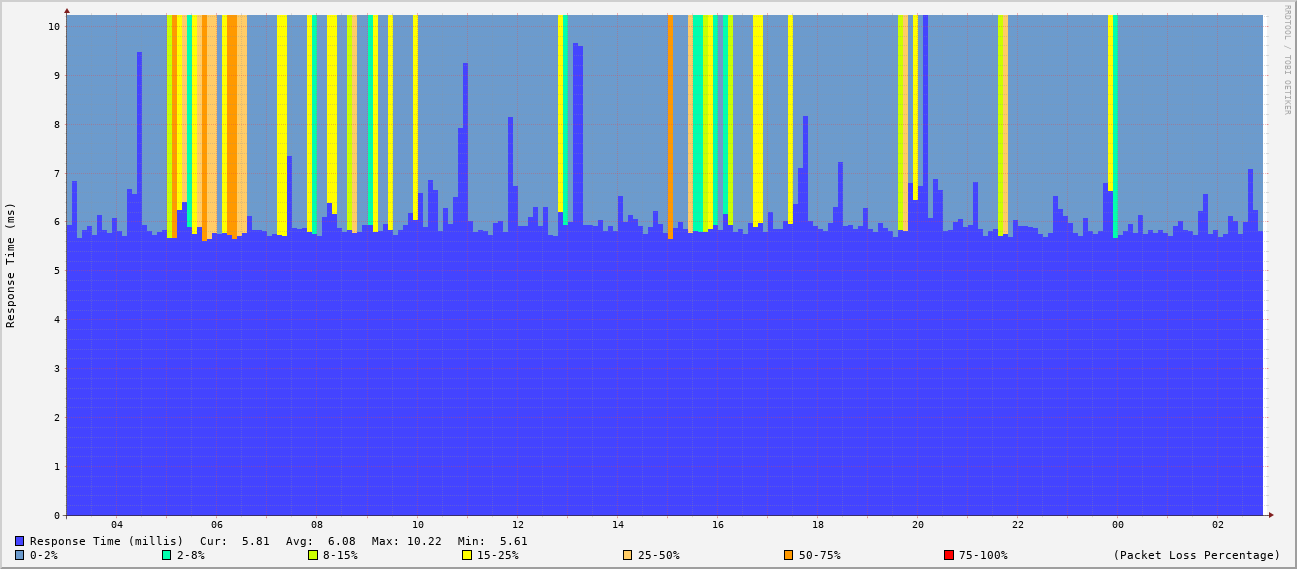 RRDTOOL / TOBI OETIKER
Response Time (ms)
10
9
8
7
6
5
4
3
2
1
0
04 06 08 10 12 14 16 18 20 22 00 02
Response Time (millis) Cur: 5.81 Avg: 6.08 Max: 10.22 Min: 5.61
0-2% 2-8% 8-15% 15-25% 25-50% 50-75% 75-100% (Packet Loss Percentage)